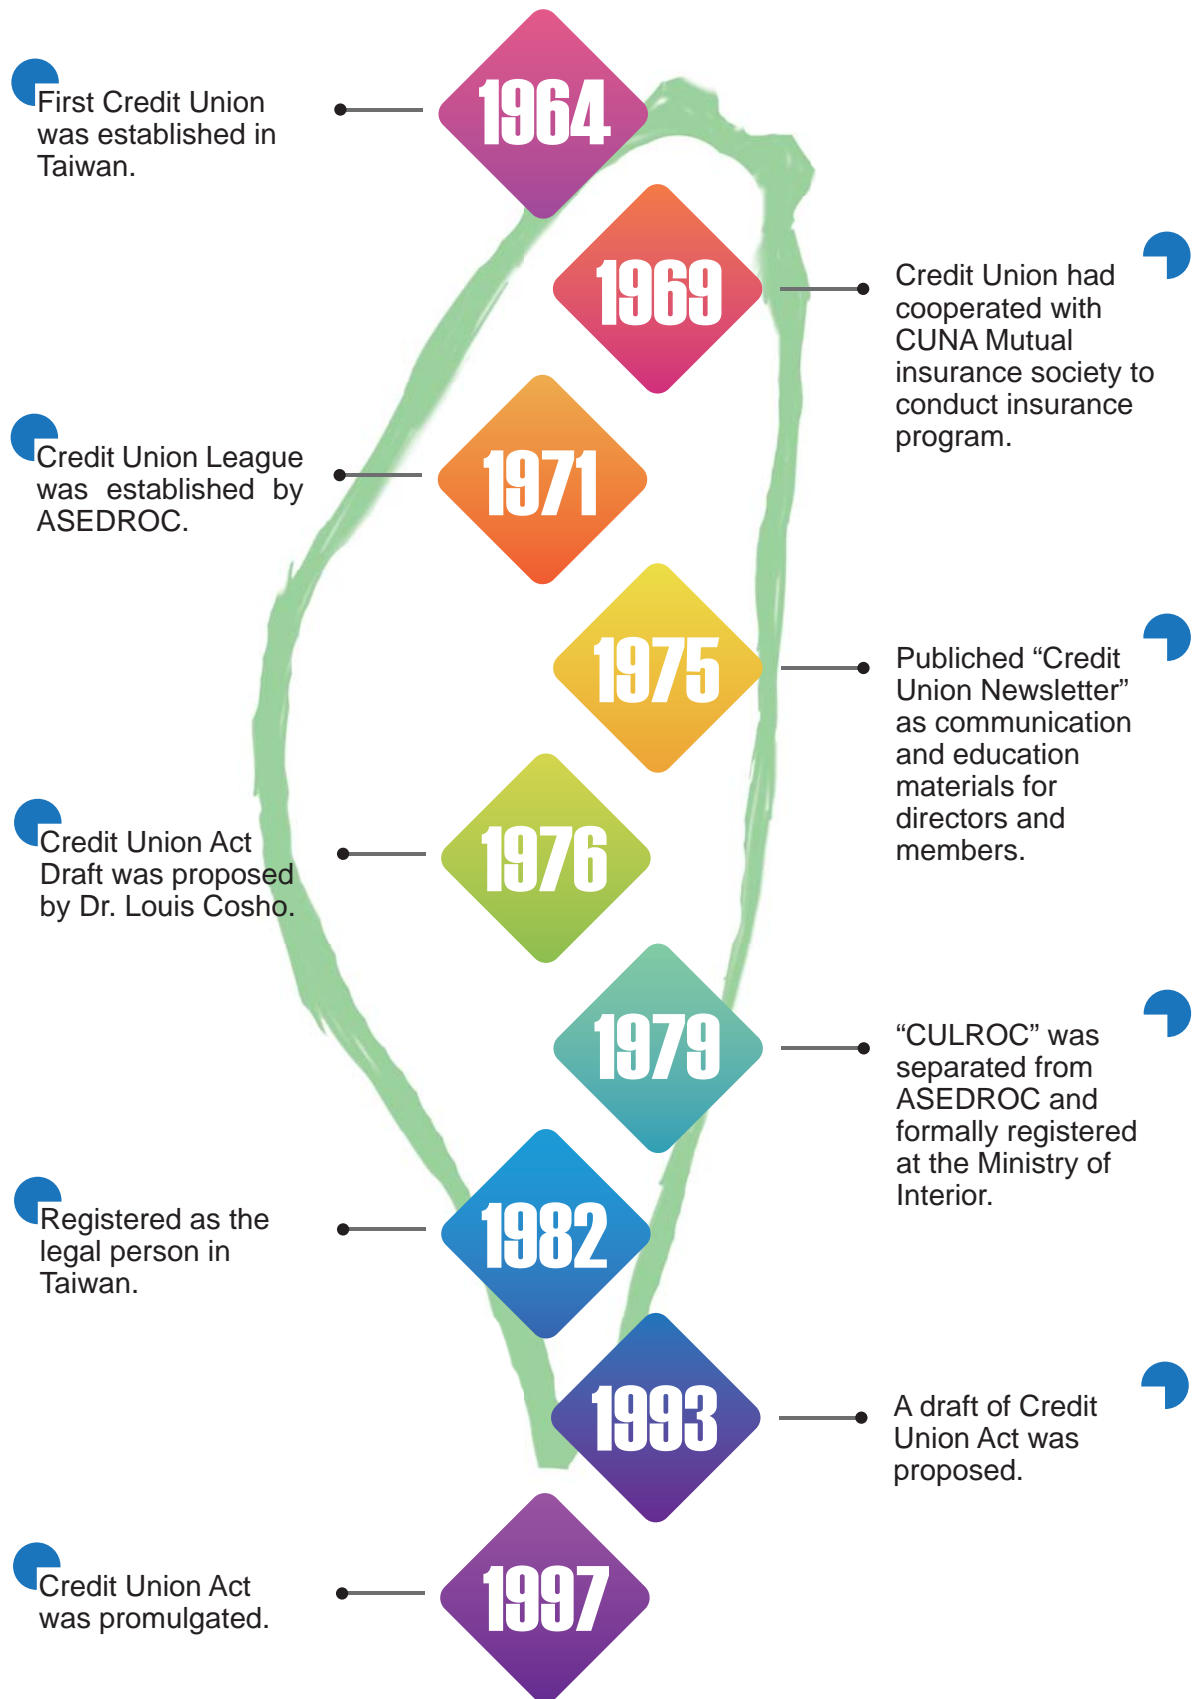 1964
First Credit Union
was established in
Taiwan.
1969
Credit Union had
cooperated with
CUNA Mutual
insurance society to
conduct insurance
program.
1971
Credit Union League
was established by
ASEDROC.
1975
Publiched “Credit
Union Newsletter”
as communication
and education
materials for
directors and
members.
1976
Credit Union Act
Draft was proposed
by Dr. Louis Cosho.
1979
“CULROC” was
separated from
ASEDROC and
formally registered
at the Ministry of
Interior.
1982
Registered as the
legal person in
Taiwan.
1993
A draft of Credit
Union Act was
proposed.
1997
Credit Union Act
was promulgated.